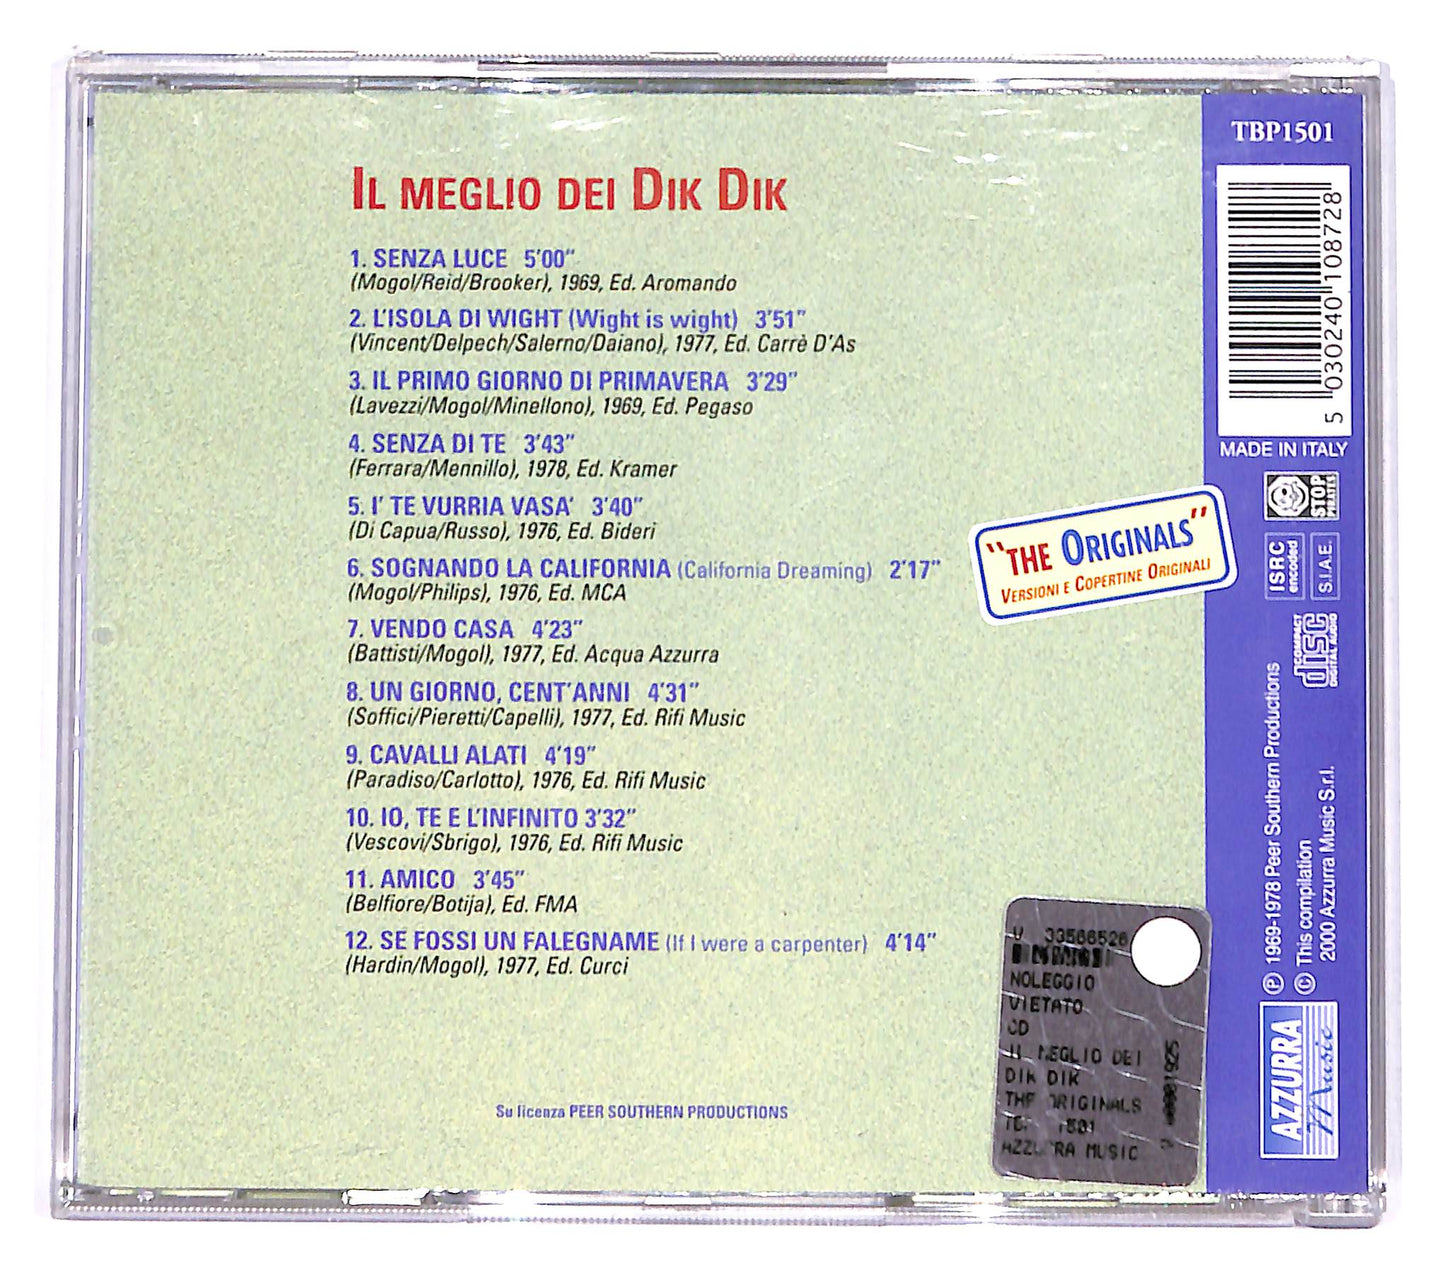 IL MEGLIO DEI DIK DIK
1. SENZA LUCE 5'00"
(Mogol/Reid/Brooker), 1969, Ed. Aromando
2. L'ISOLA DI WIGHT (Wight is wight) 3'51"
(Vincent/Delpech/Salerno/Daiano), 1977, Ed. Carrè D'As
3. IL PRIMO GIORNO DI PRIMAVERA 3'29"
(Lavezzi/Mogol/Minellono), 1969, Ed. Pegaso
4. SENZA DI TE 3'43"
(Ferrara/Mennillo), 1978, Ed. Kramer
5. I' TE VURRIA VASA' 3'40"
(Di Capua/Russo), 1976, Ed. Bideri
6. SOGNANDO LA CALIFORNIA (California Dreaming) 2'17"
(Mogol/Philips), 1976, Ed. MCA
7. VENDO CASA 4'23"
(Battisti/Mogol), 1977, Ed. Acqua Azzurra
8. UN GIORNO, CENT'ANNI 4'31"
(Soffici/Pieretti/Capelli), 1977, Ed. Rifi Music
9. CAVALLI ALATI 4'19"
(Paradiso/Carlotto), 1976, Ed. Rifi Music
10. IO, TE E L'INFINITO 3'32"
(Vescovi/Sbrigo), 1976, Ed. Rifi Music
11. AMICO 3'45"
(Belfiore/Botija), Ed. FMA
12. SE FOSSI UN FALEGNAME (If I were a carpenter) 4'14"
(Hardin/Mogol), 1977, Ed. Curci
Su licenza PEER SOUTHERN PRODUCTIONS
"THE ORIGINALS"
VERSIONI E COPERTINE ORIGINALI
TBP1501
5 030240 108728
MADE IN ITALY
STOP
PIRATES
ISRC
encoded
S.I.A.E.
COMPACT
disc
DIGITAL AUDIO
℗ 1969-1978 Peer Southern Productions
© This compilation
2000 Azzurra Music S.r.l.
AZZURRA
Music
V 33566526
NOLEGGIO
VIETATO
CD
IL MEGLIO DEI
DIK DIK
THE ORIGINALS
1501
AZZURRA MUSIC